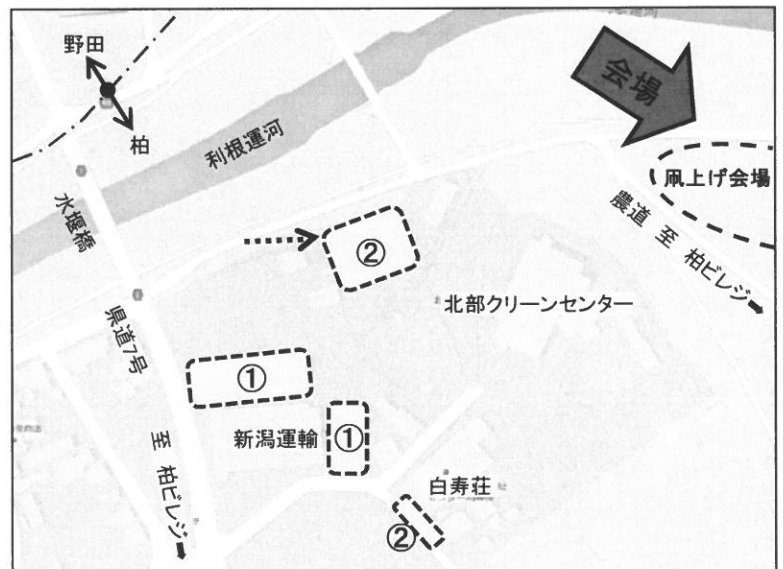 野田
柏
利根運河
会場
凧上げ会場
水堰橋
農道 至 柏ビレジ
②
北部クリーンセンター
県道7号
①
新潟運輸
①
至 柏ビレジ
白寿荘
②